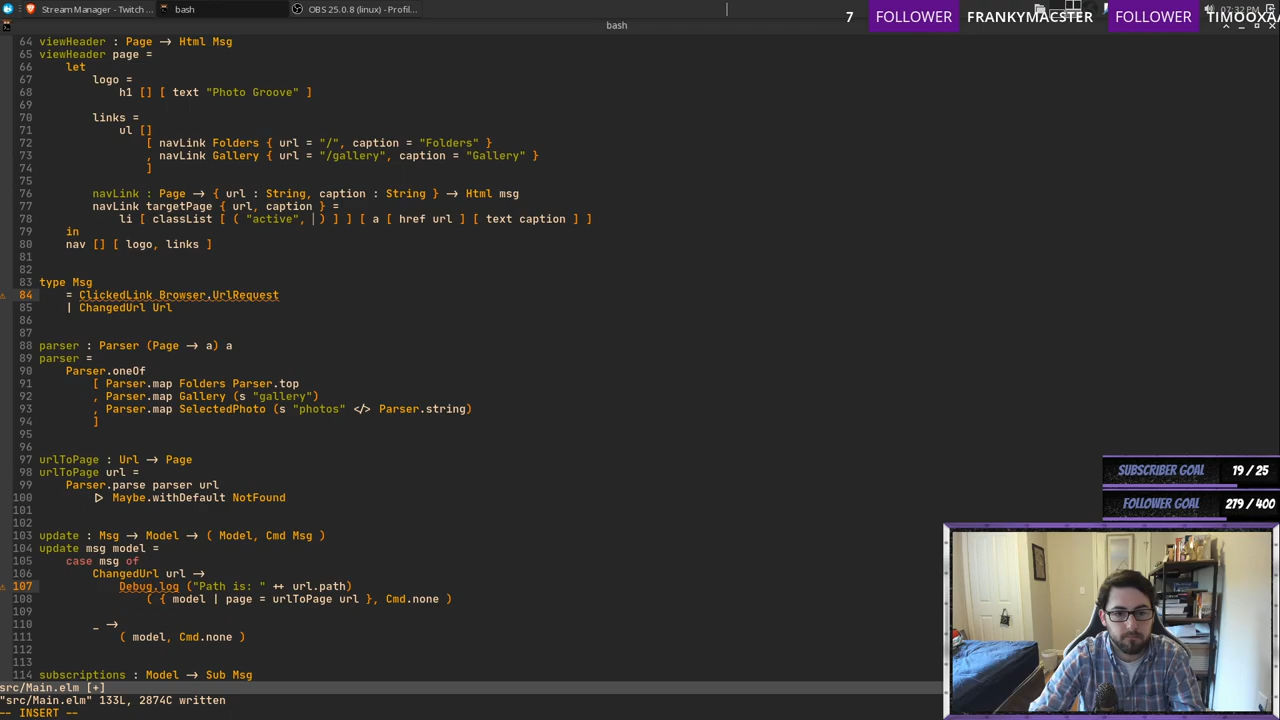 Stream Manager - Twitch ...
bash
OBS 25.0.8 (linux) - Profil...
07:32 PM
bash
7 FOLLOWER FRANKYMACSTER FOLLOWER TIMOOXA
64 viewHeader : Page → Html Msg
65 viewHeader page =
66 let
67 logo =
68 h1 [] [ text "Photo Groove" ]
69
70 links =
71 ul []
72 [ navLink Folders { url = "/", caption = "Folders" }
73 , navLink Gallery { url = "/gallery", caption = "Gallery" }
74 ]
75
76 navLink : Page → { url : String, caption : String } → Html msg
77 navLink targetPage { url, caption } =
78 li [ classList [ ( "active", ) ] ] [ a [ href url ] [ text caption ] ]
79 in
80 nav [] [ logo, links ]
81
82
83 type Msg
84 = ClickedLink Browser.UrlRequest
85 | ChangedUrl Url
86
87
88 parser : Parser (Page → a) a
89 parser =
90 Parser.oneOf
91 [ Parser.map Folders Parser.top
92 , Parser.map Gallery (s "gallery")
93 , Parser.map SelectedPhoto (s "photos" </> Parser.string)
94 ]
95
96
97 urlToPage : Url → Page
98 urlToPage url =
99 Parser.parse parser url
100 ▷ Maybe.withDefault NotFound
101
102
103 update : Msg → Model → ( Model, Cmd Msg )
104 update msg model =
105 case msg of
106 ChangedUrl url →
107 Debug.log ("Path is: " ++ url.path)
108 ( { model | page = urlToPage url }, Cmd.none )
109
110 _ →
111 ( model, Cmd.none )
112
113
114 subscriptions : Model → Sub Msg
src/Main.elm [+]
"src/Main.elm" 133L, 2874C written
-- INSERT --
SUBSCRIBER GOAL 19 / 25
FOLLOWER GOAL 279 / 400